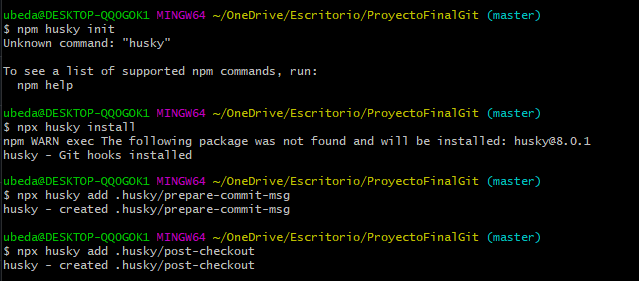 ubeda@DESKTOP-QQOGOK1 MINGW64 ~/OneDrive/Escritorio/ProyectoFinalGit (master)
$ npm husky init
Unknown command: "husky"
To see a list of supported npm commands, run:
  npm help
ubeda@DESKTOP-QQOGOK1 MINGW64 ~/OneDrive/Escritorio/ProyectoFinalGit (master)
$ npx husky install
npm WARN exec The following package was not found and will be installed: husky@8.0.1
husky - Git hooks installed
ubeda@DESKTOP-QQOGOK1 MINGW64 ~/OneDrive/Escritorio/ProyectoFinalGit (master)
$ npx husky add .husky/prepare-commit-msg
husky - created .husky/prepare-commit-msg
ubeda@DESKTOP-QQOGOK1 MINGW64 ~/OneDrive/Escritorio/ProyectoFinalGit (master)
$ npx husky add .husky/post-checkout
husky - created .husky/post-checkout